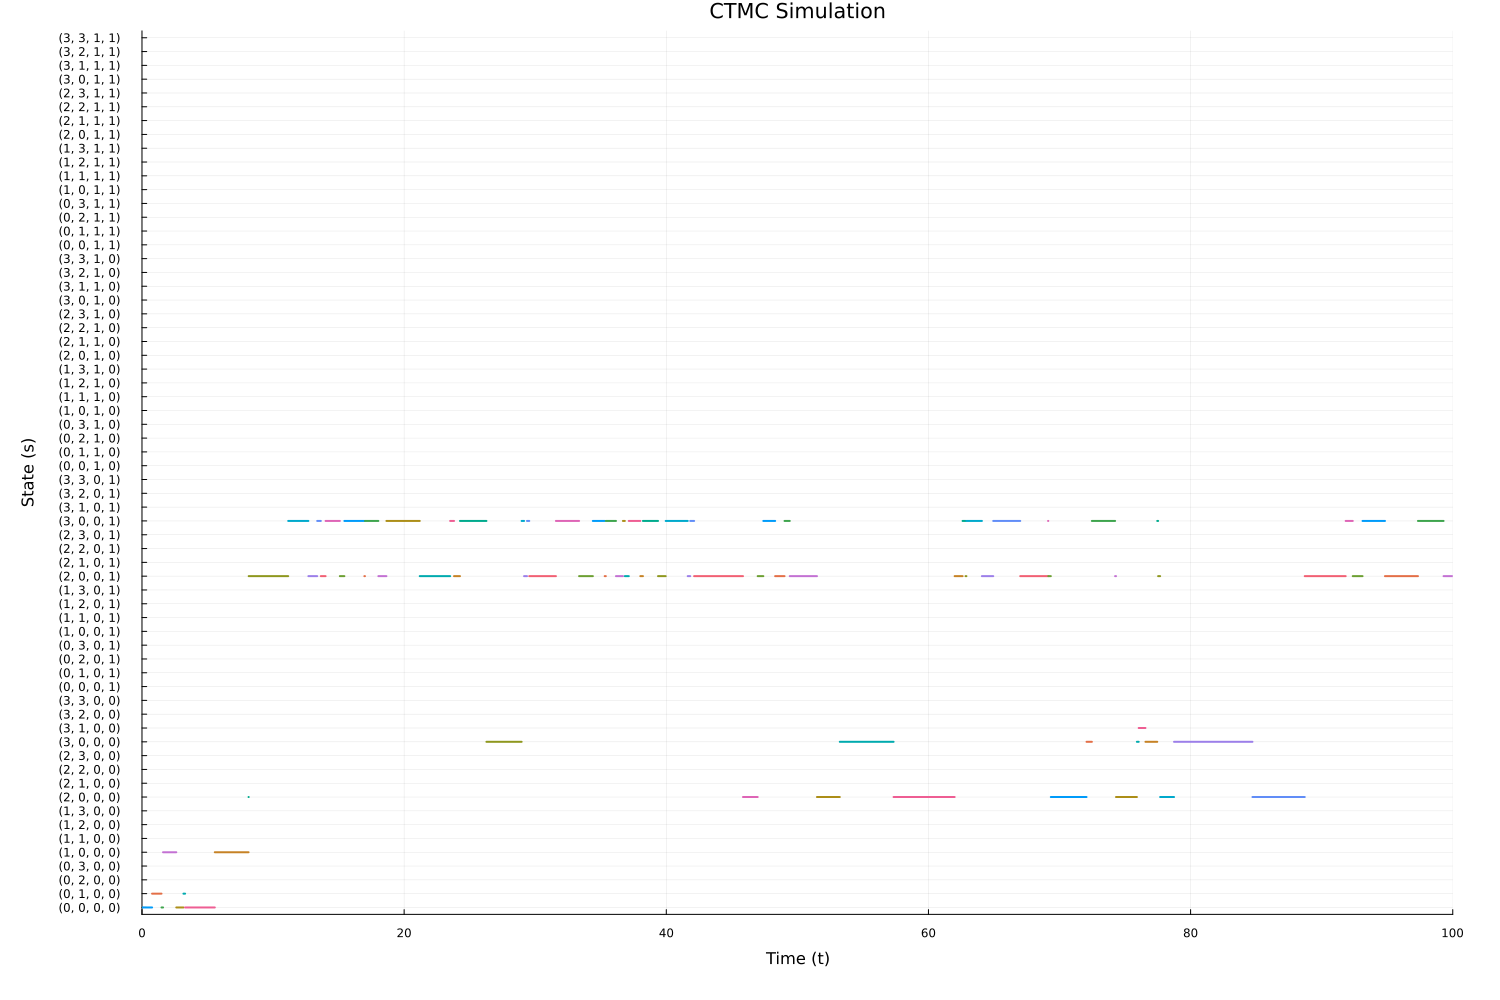 CTMC Simulation
(3, 3, 1, 1)
(3, 2, 1, 1)
(3, 1, 1, 1)
(3, 0, 1, 1)
(2, 3, 1, 1)
(2, 2, 1, 1)
(2, 1, 1, 1)
(2, 0, 1, 1)
(1, 3, 1, 1)
(1, 2, 1, 1)
(1, 1, 1, 1)
(1, 0, 1, 1)
(0, 3, 1, 1)
(0, 2, 1, 1)
(0, 1, 1, 1)
(0, 0, 1, 1)
(3, 3, 1, 0)
(3, 2, 1, 0)
(3, 1, 1, 0)
(3, 0, 1, 0)
(2, 3, 1, 0)
(2, 2, 1, 0)
(2, 1, 1, 0)
(2, 0, 1, 0)
(1, 3, 1, 0)
(1, 2, 1, 0)
(1, 1, 1, 0)
(1, 0, 1, 0)
(0, 3, 1, 0)
(0, 2, 1, 0)
(0, 1, 1, 0)
(0, 0, 1, 0)
(3, 3, 0, 1)
(3, 2, 0, 1)
(3, 1, 0, 1)
(3, 0, 0, 1)
(2, 3, 0, 1)
(2, 2, 0, 1)
(2, 1, 0, 1)
(2, 0, 0, 1)
(1, 3, 0, 1)
(1, 2, 0, 1)
(1, 1, 0, 1)
(1, 0, 0, 1)
(0, 3, 0, 1)
(0, 2, 0, 1)
(0, 1, 0, 1)
(0, 0, 0, 1)
(3, 3, 0, 0)
(3, 2, 0, 0)
(3, 1, 0, 0)
(3, 0, 0, 0)
(2, 3, 0, 0)
(2, 2, 0, 0)
(2, 1, 0, 0)
(2, 0, 0, 0)
(1, 3, 0, 0)
(1, 2, 0, 0)
(1, 1, 0, 0)
(1, 0, 0, 0)
(0, 3, 0, 0)
(0, 2, 0, 0)
(0, 1, 0, 0)
(0, 0, 0, 0)
State (s)
0 20 40 60 80 100
Time (t)